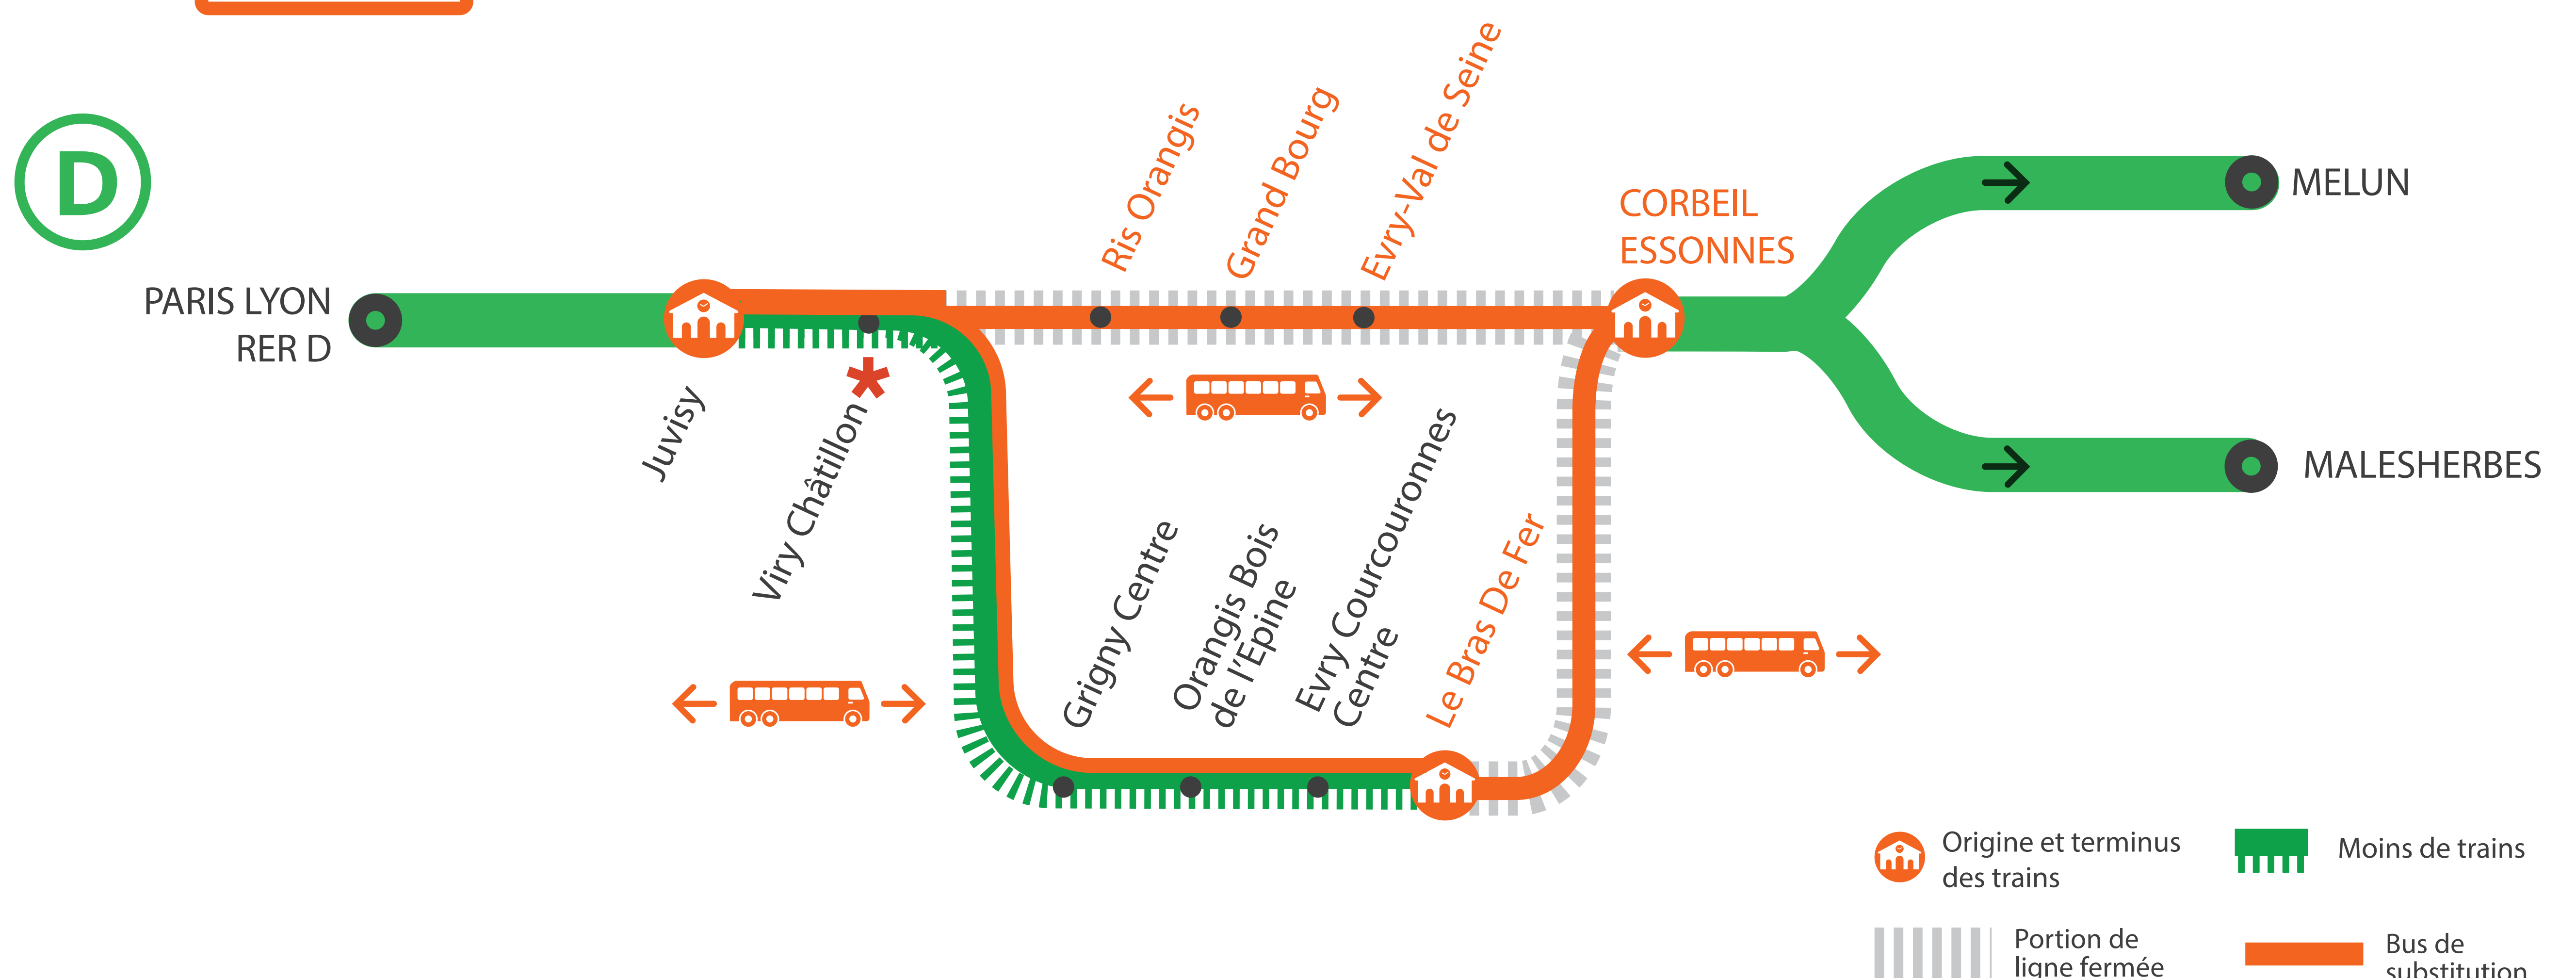 D
PARIS LYON
RER D
Juvisy
Viry Châtillon*
Ris Orangis
Grand Bourg
Evry-Val de Seine
CORBEIL
ESSONNES
MELUN
MALESHERBES
Grigny Centre
Orangis Bois
de l'Epine
Evry Courcouronnes
Centre
Le Bras De Fer
Origine et terminus
des trains
Moins de trains
Portion de
ligne fermée
Bus de
substitution